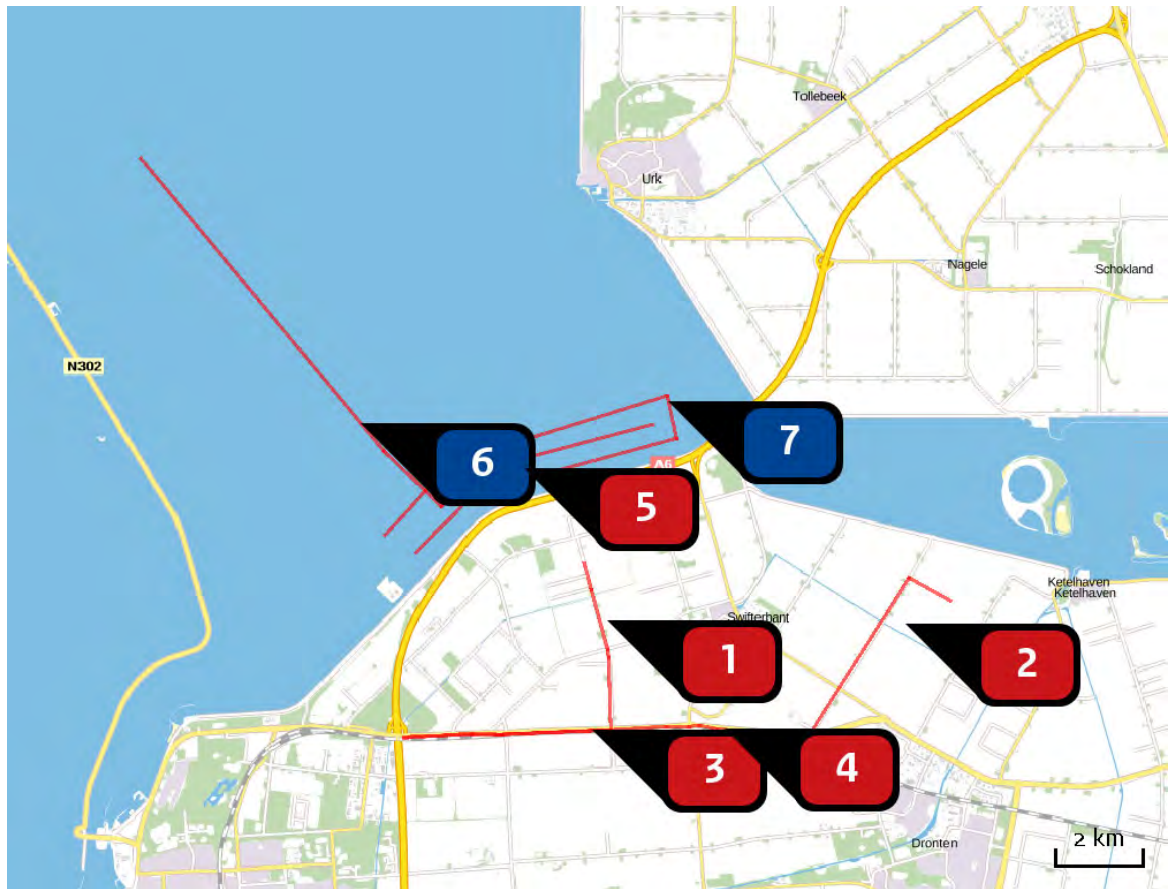 Tollebeek
Urk
Nagele
Schokland
N302
7
6
A6
5
Ketelhaven
Ketelhaven
Swifterbant
1
2
3
4
2 km
Dronten